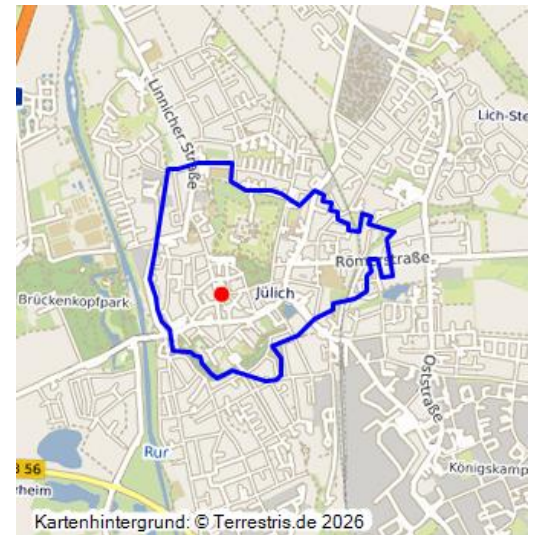 Linnicher Straße
Lich-Ste
Römerstraße
Jülich
Brückenkopfpark
Oststraße
Rur
B 56
Königskamp
rheim
Kartenhintergrund: © Terrestris.de 2026